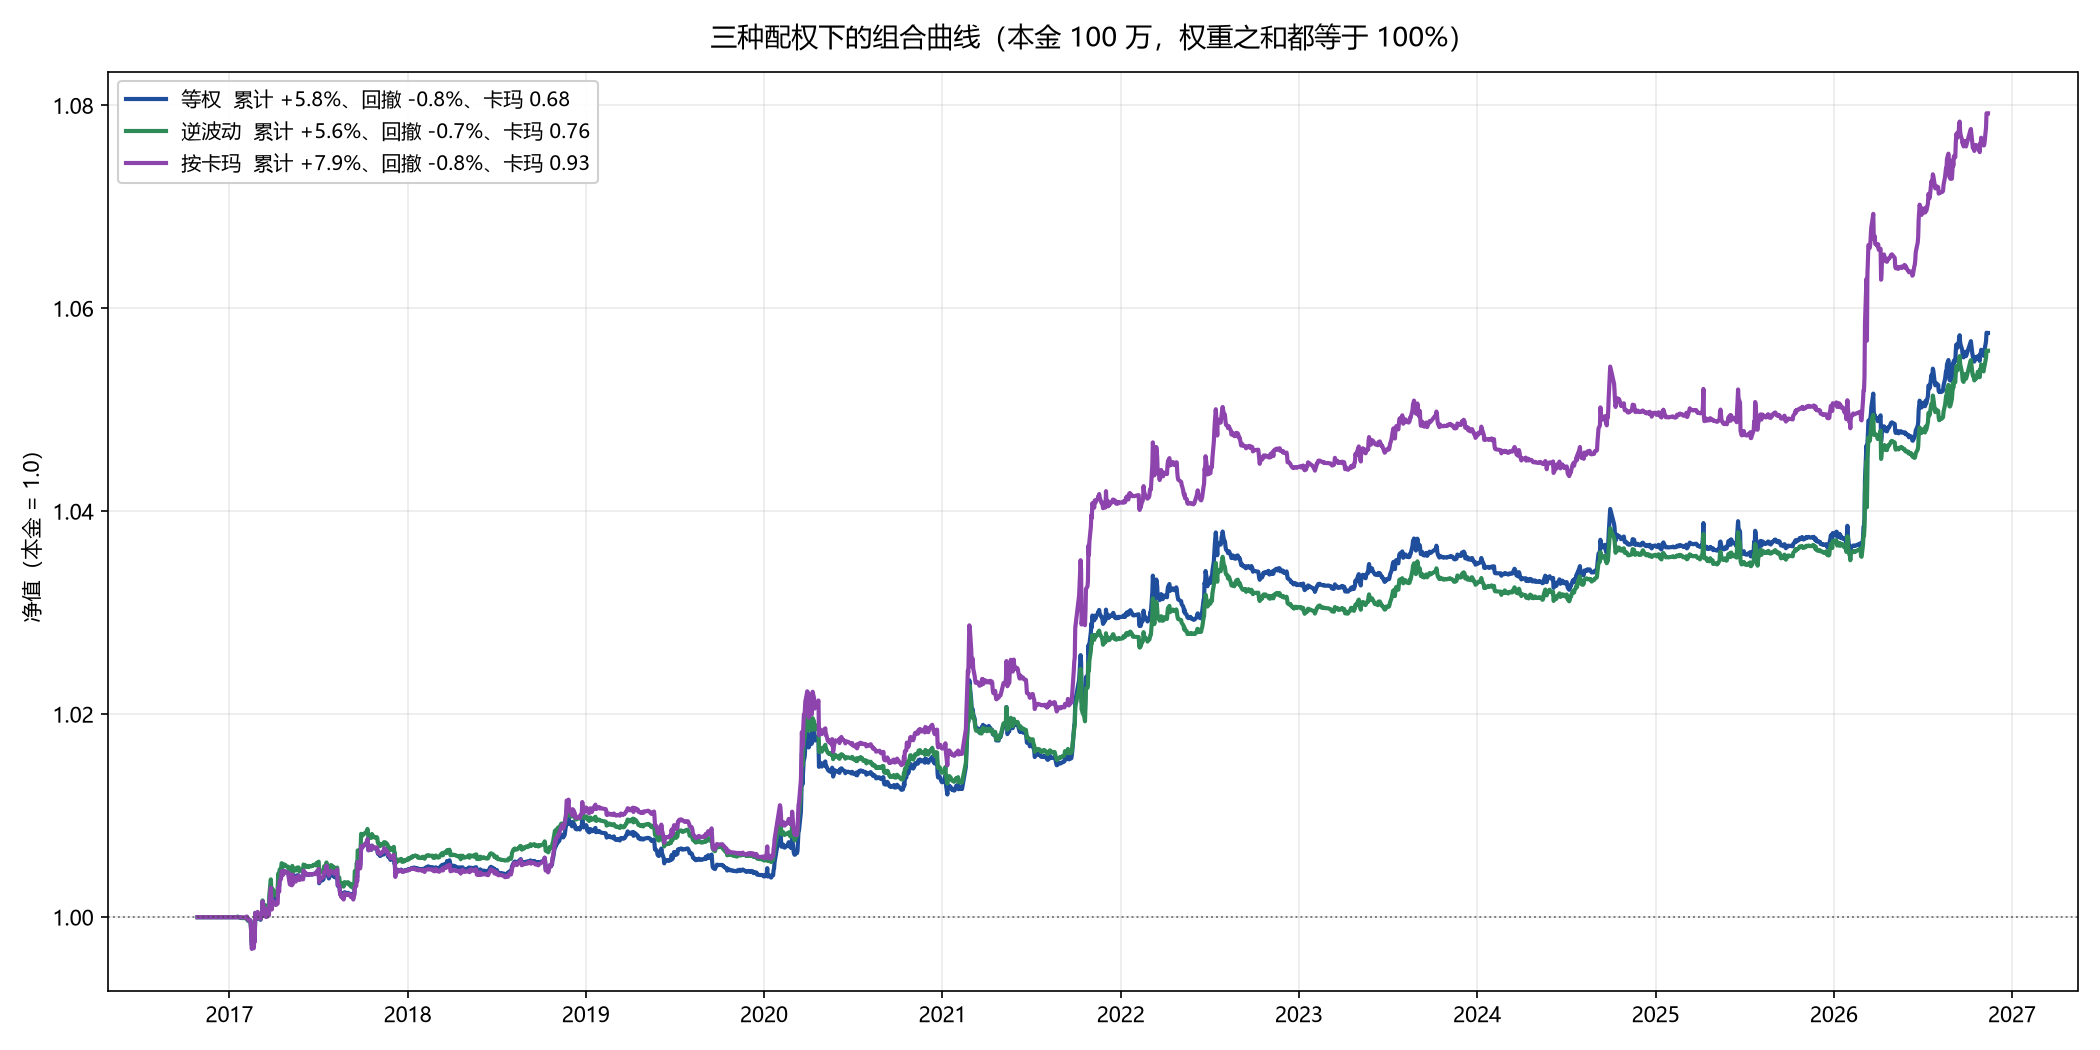 三种配权下的组合曲线（本金 100 万，权重之和都等于 100%）
等权 累计 +5.8%、回撤 -0.8%、卡玛 0.68
逆波动 累计 +5.6%、回撤 -0.7%、卡玛 0.76
按卡玛 累计 +7.9%、回撤 -0.8%、卡玛 0.93
净值（本金 = 1.0）
1.08
1.06
1.04
1.02
1.00
2017 2018 2019 2020 2021 2022 2023 2024 2025 2026 2027